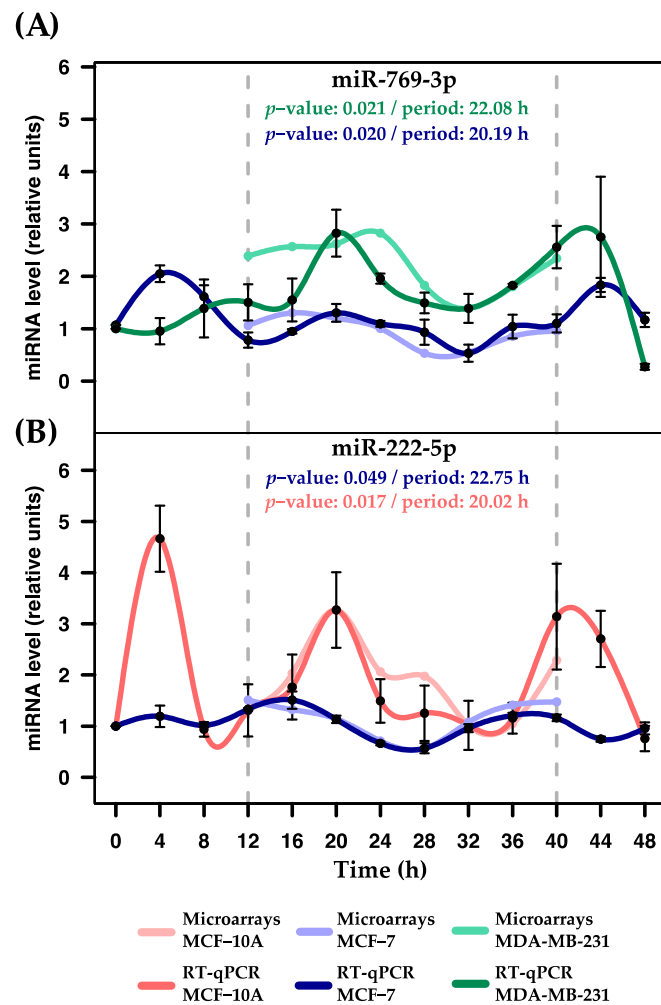 (A)
miR-769-3p
p–value: 0.021 / period: 22.08 h
p–value: 0.020 / period: 20.19 h
6
5
4
3
2
1
0
miRNA level (relative units)
(B)
miR-222-5p
p–value: 0.049 / period: 22.75 h
p–value: 0.017 / period: 20.02 h
6
5
4
3
2
1
0
miRNA level (relative units)
0 4 8 12 16 20 24 28 32 36 40 44 48
Time (h)
Microarrays MCF–10A
Microarrays MCF–7
Microarrays MDA-MB-231
RT-qPCR MCF–10A
RT-qPCR MCF–7
RT-qPCR MDA-MB-231